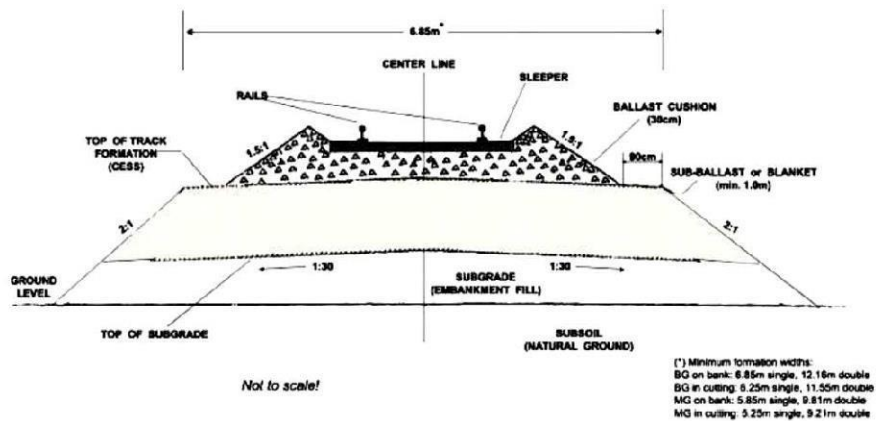 6.85m*
CENTER LINE
SLEEPER
RAILS
BALLAST CUSHION
(30cm)
1.5:1
1.5:1
TOP OF TRACK
FORMATION
(CESS)
90cm
SUB-BALLAST or BLANKET
(min. 1.0m)
2:1
2:1
1:30
1:30
GROUND
LEVEL
SUBGRADE
(EMBANKMENT FILL)
TOP OF SUBGRADE
SUBSOIL
(NATURAL GROUND)
Not to scale!
(*) Minimum formation widths:
BG on bank: 6.85m single, 12.16m double
BG in cutting: 6.25m single, 11.55m double
MG on bank: 5.85m single, 9.81m double
MG in cutting: 5.25m single, 9.21m double